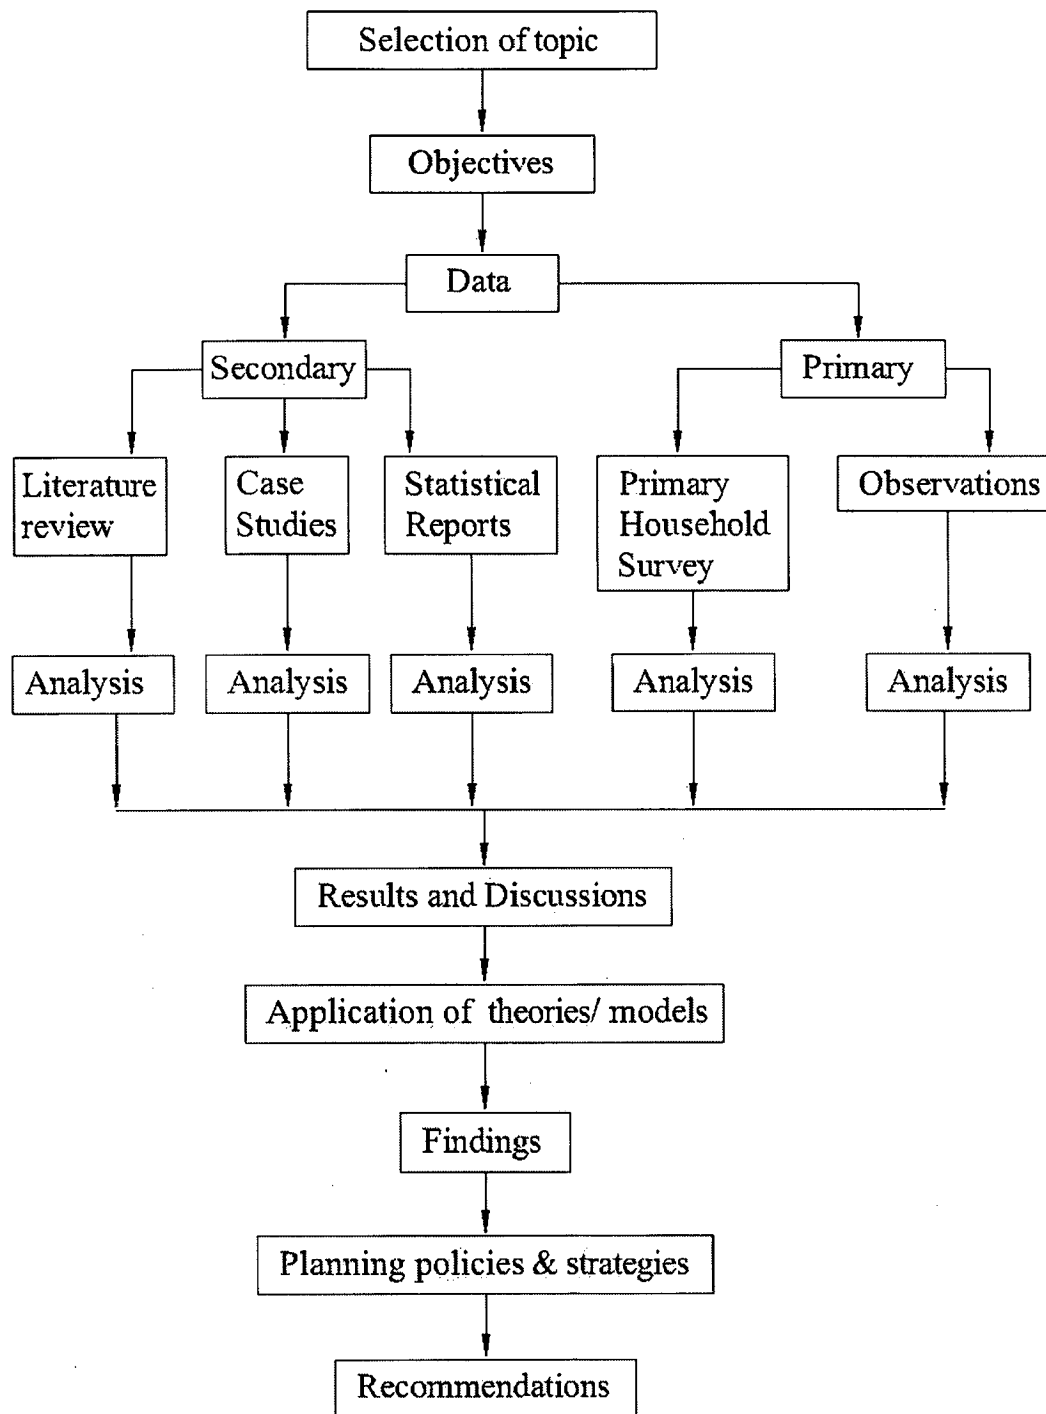 Selection of topic
Objectives
Data
Secondary
Primary
Literature
review
Case
Studies
Statistical
Reports
Primary
Household
Survey
Observations
Analysis
Analysis
Analysis
Analysis
Analysis
Results and Discussions
Application of theories/ models
Findings
Planning policies & strategies
Recommendations